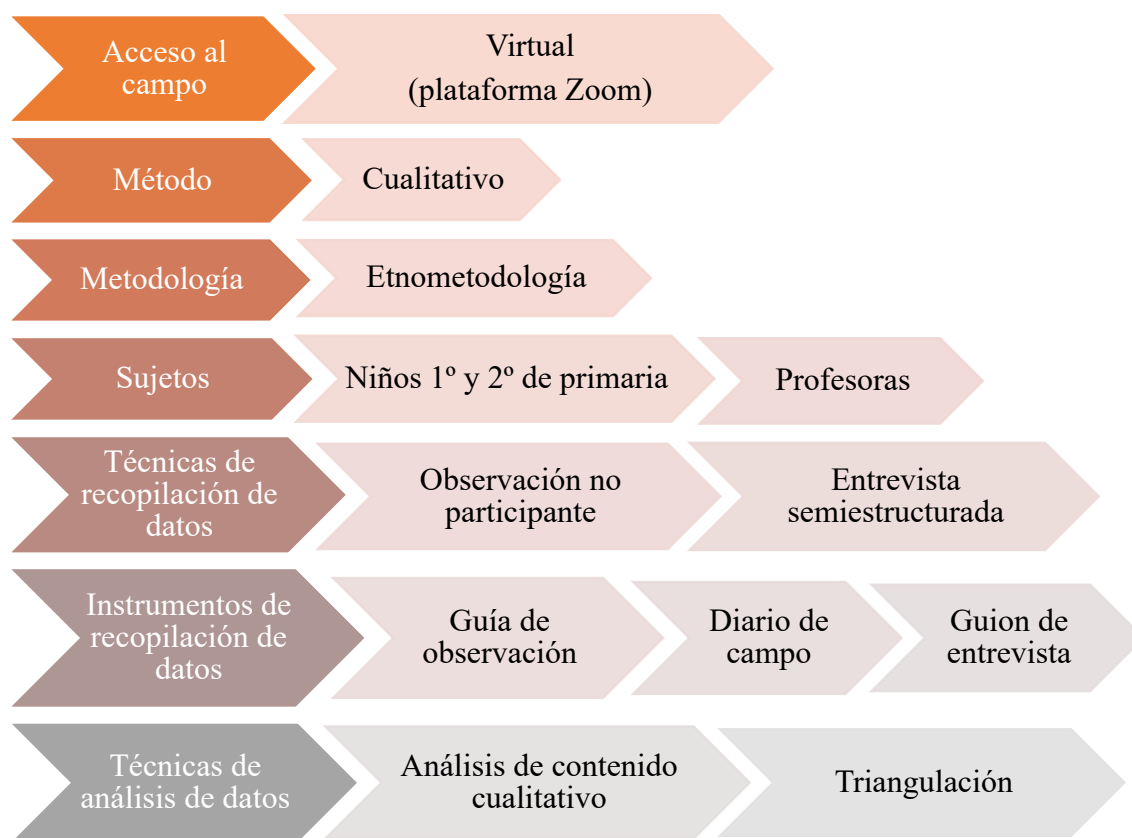 Acceso al
campo
Virtual
(plataforma Zoom)
Método
Cualitativo
Metodología
Etnometodología
Sujetos
Niños 1º y 2º de primaria
Profesoras
Técnicas de
recopilación de
datos
Observación no
participante
Entrevista
semiestructurada
Instrumentos de
recopilación de
datos
Guía de
observación
Diario de
campo
Guion de
entrevista
Técnicas de
análisis de datos
Análisis de contenido
cualitativo
Triangulación